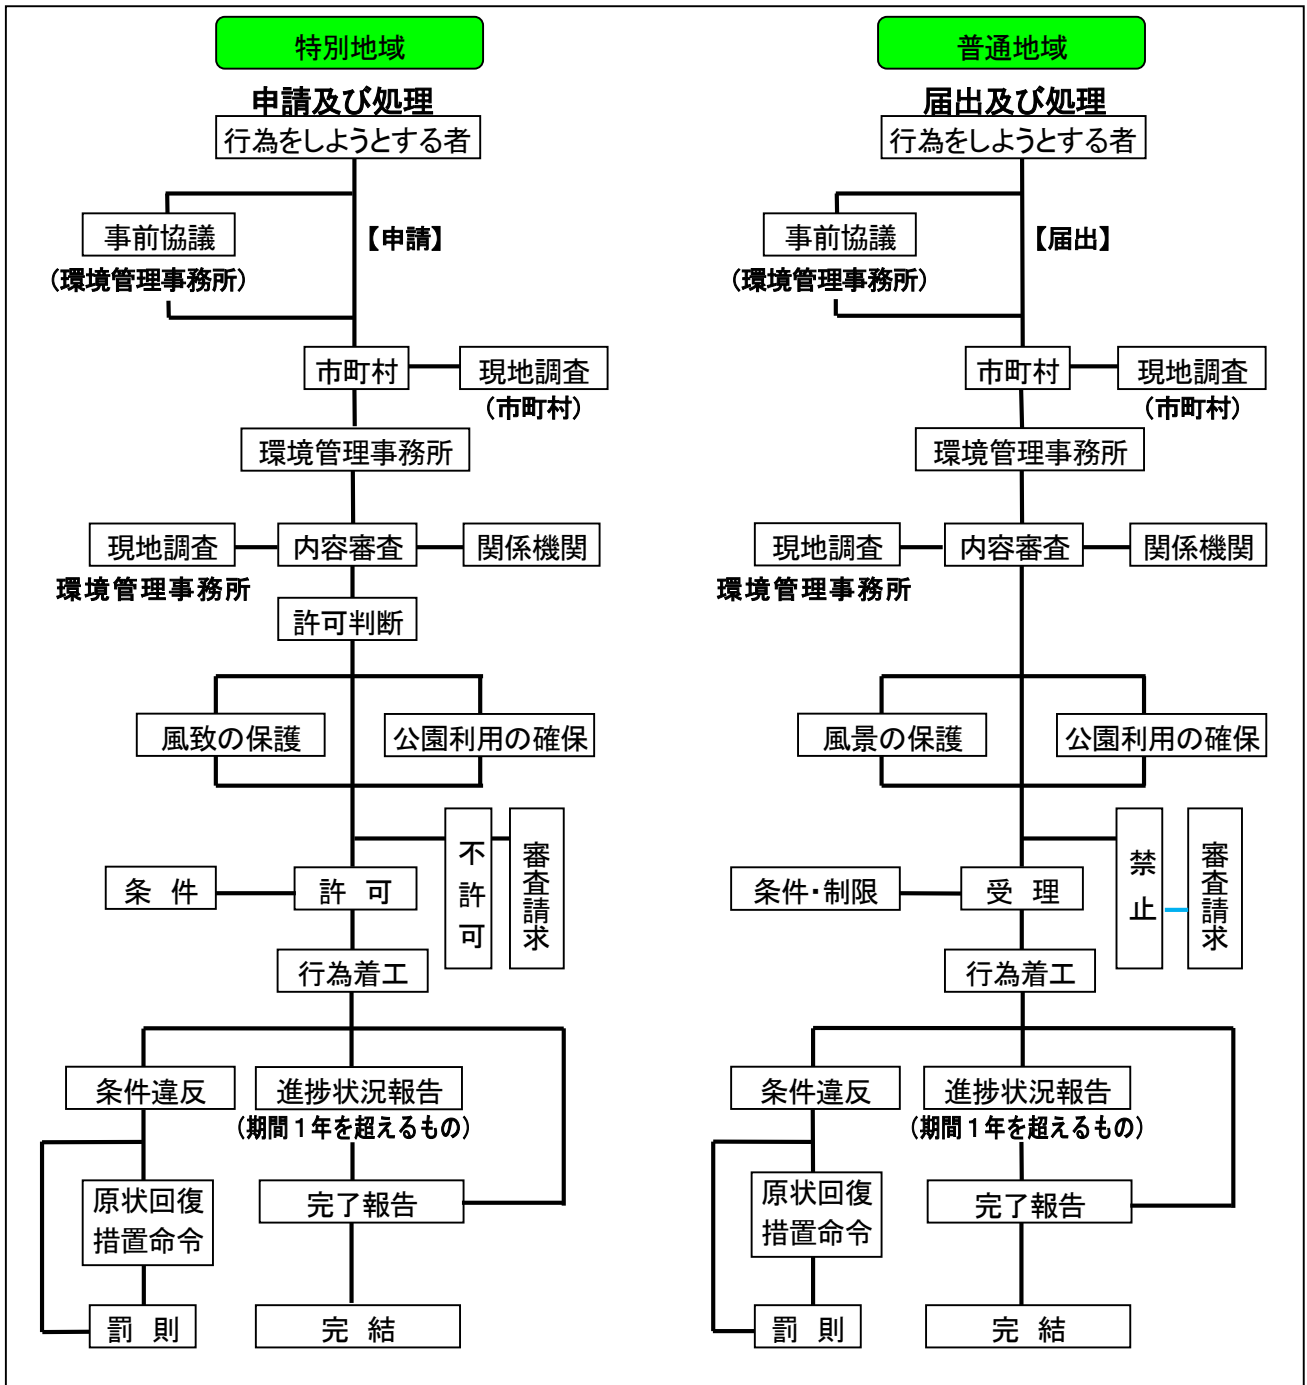 特別地域
申請及び処理
行為をしようとする者
事前協議
(環境管理事務所)
【申請】
市町村
現地調査
(市町村)
環境管理事務所
現地調査
内容審査
関係機関
環境管理事務所
許可判断
風致の保護
公園利用の確保
不許可
審査請求
条 件
許 可
行為着工
条件違反
進捗状況報告
(期間1年を超えるもの)
原状回復
措置命令
完了報告
罰 則
完 結
普通地域
届出及び処理
行為をしようとする者
事前協議
(環境管理事務所)
【届出】
市町村
現地調査
(市町村)
環境管理事務所
現地調査
内容審査
関係機関
環境管理事務所
風景の保護
公園利用の確保
禁止
審査請求
条件・制限
受 理
行為着工
条件違反
進捗状況報告
(期間1年を超えるもの)
原状回復
措置命令
完了報告
罰 則
完 結